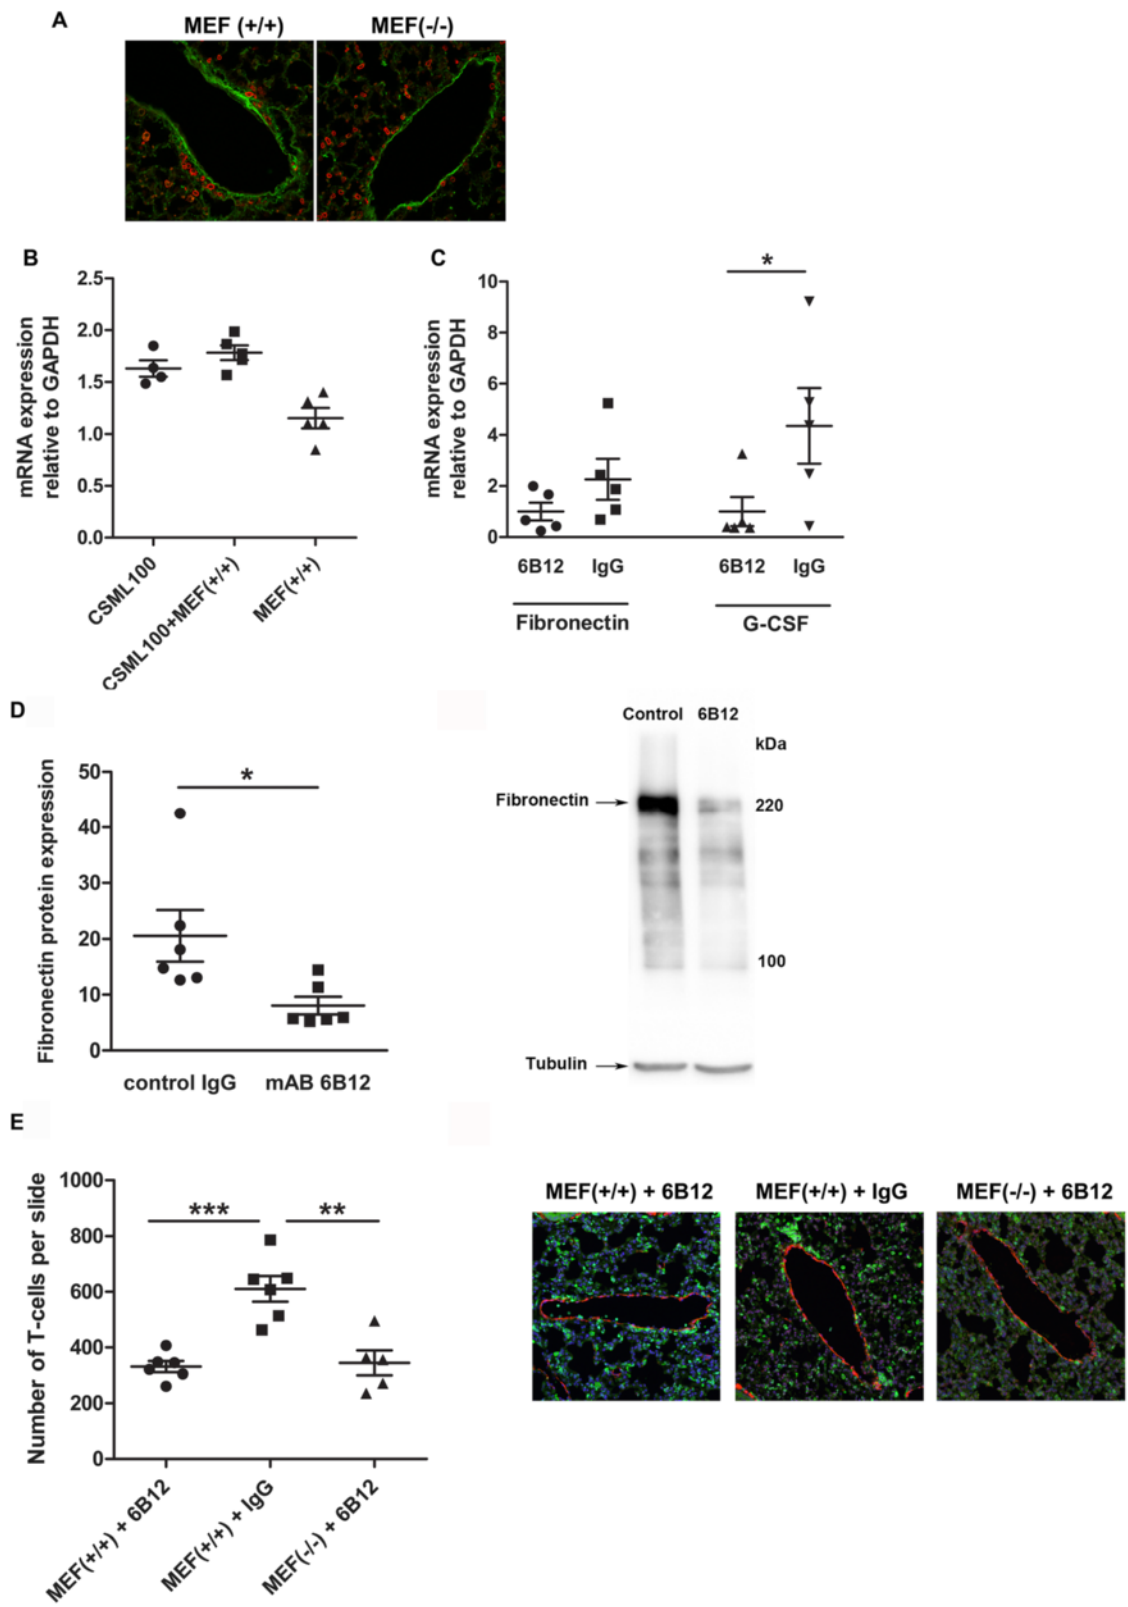 A
MEF (+/+)
MEF(-/-)
B
mRNA expression
relative to GAPDH
2.5
2.0
1.5
1.0
0.5
0.0
CSML100
CSML100+MEF(+/+)
MEF(+/+)
C
mRNA expression
relative to GAPDH
10
8
6
4
2
0
*
6B12
IgG
6B12
IgG
Fibronectin
G-CSF
D
Fibronectin protein expression
50
40
30
20
10
0
*
control IgG
mAB 6B12
Control 6B12
kDa
Fibronectin
220
100
Tubulin
E
Number of T-cells per slide
1000
800
600
400
200
0
***
**
MEF(+/+) + 6B12
MEF(+/+) + IgG
MEF(-/-) + 6B12
MEF(+/+) + 6B12
MEF(+/+) + IgG
MEF(-/-) + 6B12